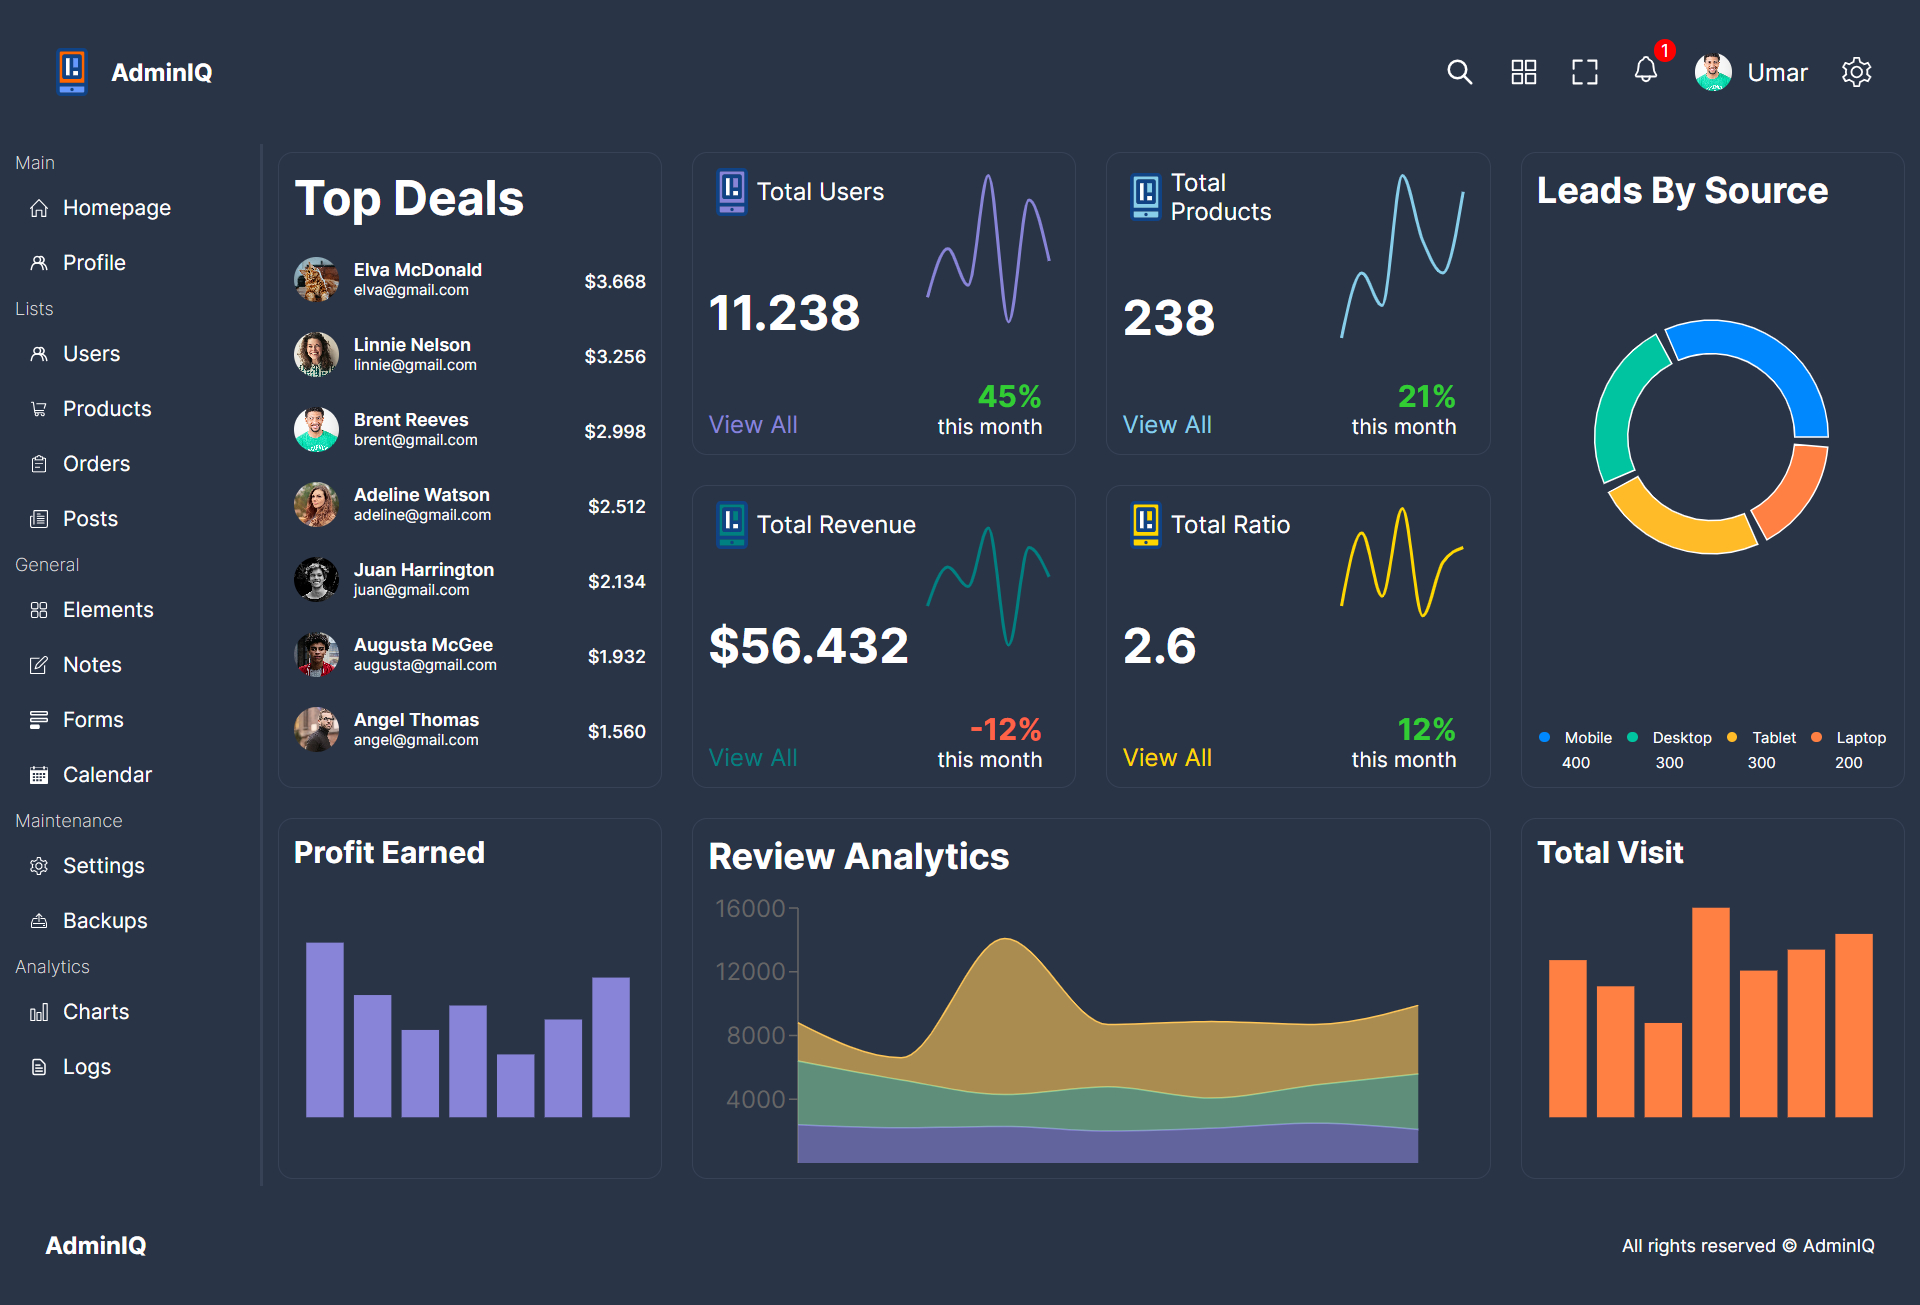 AdminIQ
1
Umar
Main
Homepage
Profile
Lists
Users
Products
Orders
Posts
General
Elements
Notes
Forms
Calendar
Maintenance
Settings
Backups
Analytics
Charts
Logs
Top Deals
Elva McDonald
elva@gmail.com
$3.668
Linnie Nelson
linnie@gmail.com
$3.256
Brent Reeves
brent@gmail.com
$2.998
Adeline Watson
adeline@gmail.com
$2.512
Juan Harrington
juan@gmail.com
$2.134
Augusta McGee
augusta@gmail.com
$1.932
Angel Thomas
angel@gmail.com
$1.560
Total Users
11.238
View All
45%
this month
Total
Products
238
View All
21%
this month
Total Revenue
$56.432
View All
-12%
this month
Total Ratio
2.6
View All
12%
this month
Leads By Source
Mobile Desktop Tablet Laptop
400 300 300 200
Profit Earned
Review Analytics
16000
12000
8000
4000
Total Visit
AdminIQ
All rights reserved © AdminIQ